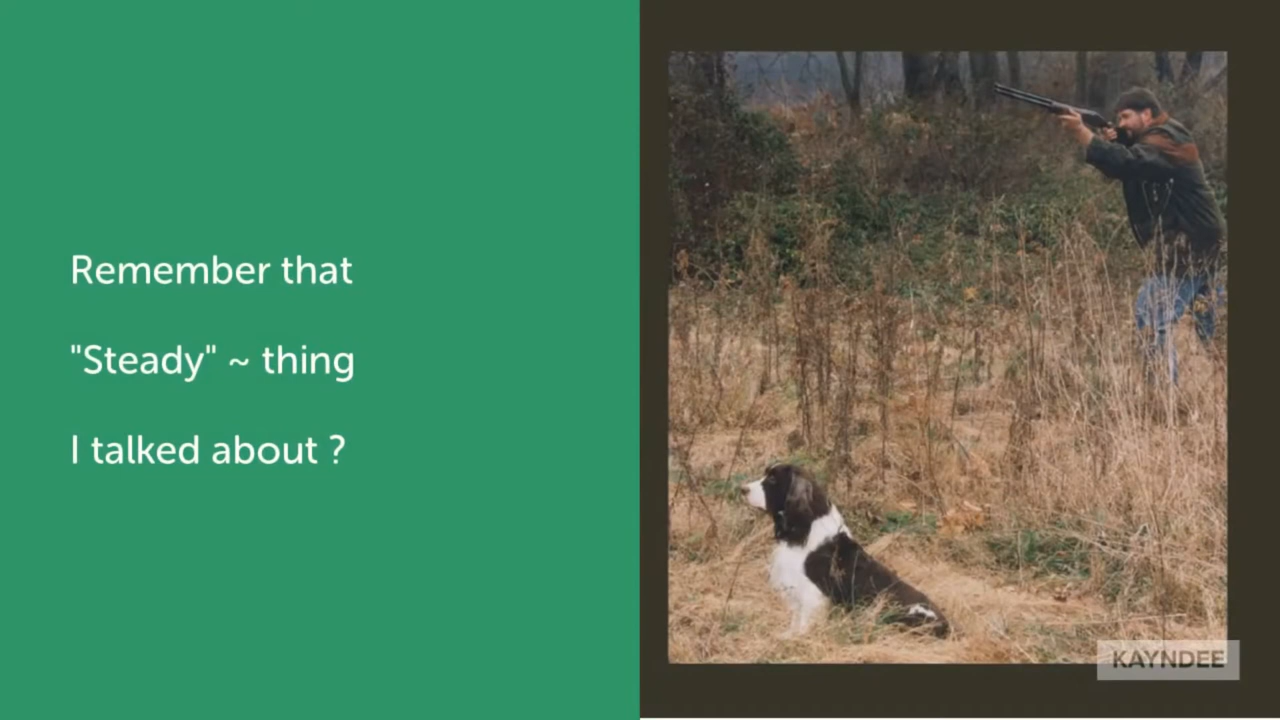 Remember that
"Steady" ~ thing
I talked about ?
KAYNDEE